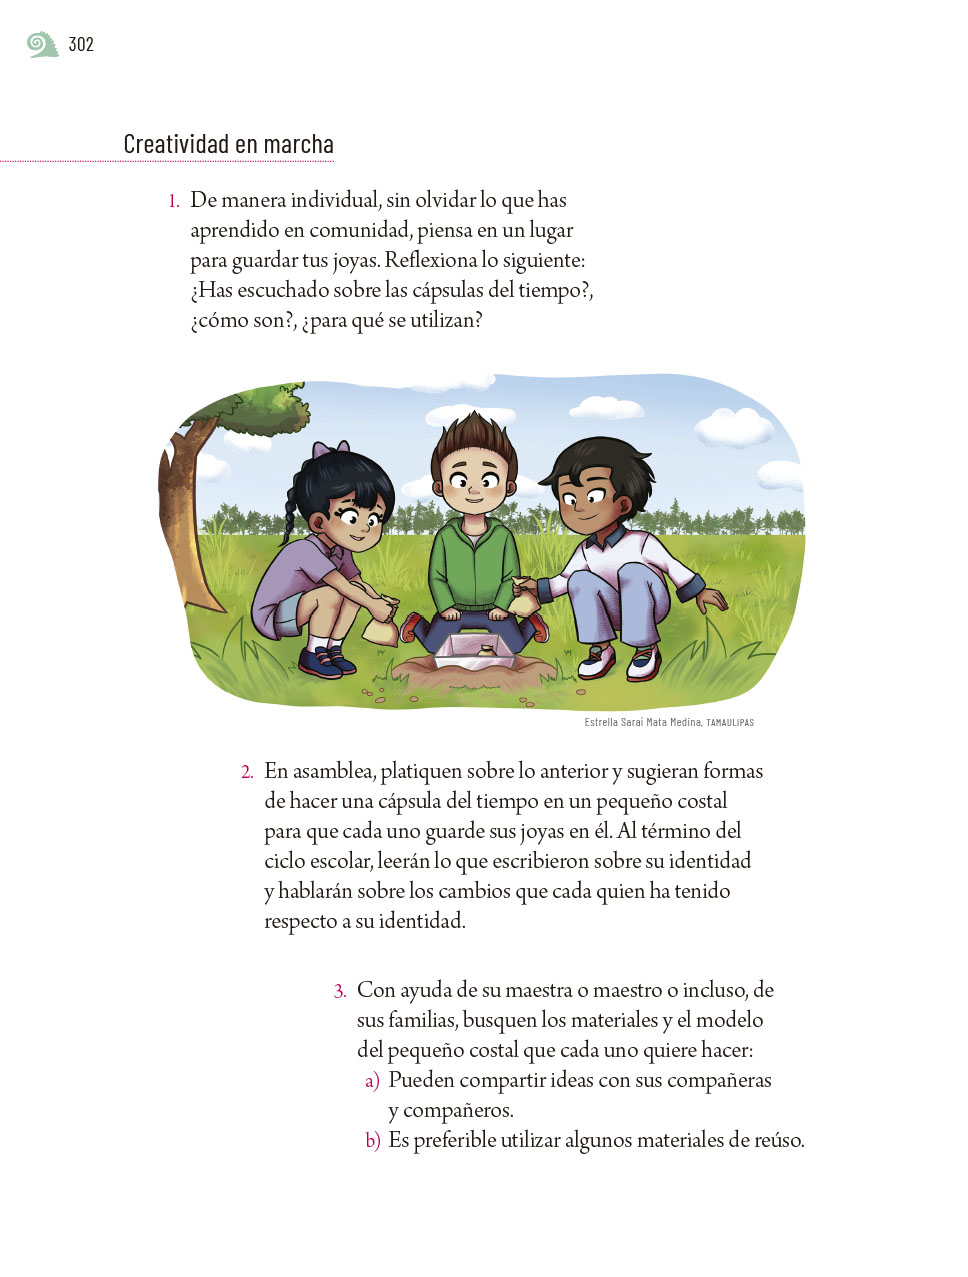 302
Creatividad en marcha
1. De manera individual, sin olvidar lo que has
aprendido en comunidad, piensa en un lugar
para guardar tus joyas. Reflexiona lo siguiente:
¿Has escuchado sobre las cápsulas del tiempo?,
¿cómo son?, ¿para qué se utilizan?
Estrella Sarai Mata Medina, TAMAULIPAS
2. En asamblea, platiquen sobre lo anterior y sugieran formas
de hacer una cápsula del tiempo en un pequeño costal
para que cada uno guarde sus joyas en él. Al término del
ciclo escolar, leerán lo que escribieron sobre su identidad
y hablarán sobre los cambios que cada quien ha tenido
respecto a su identidad.
3. Con ayuda de su maestra o maestro o incluso, de
sus familias, busquen los materiales y el modelo
del pequeño costal que cada uno quiere hacer:
a) Pueden compartir ideas con sus compañeras
y compañeros.
b) Es preferible utilizar algunos materiales de reúso.